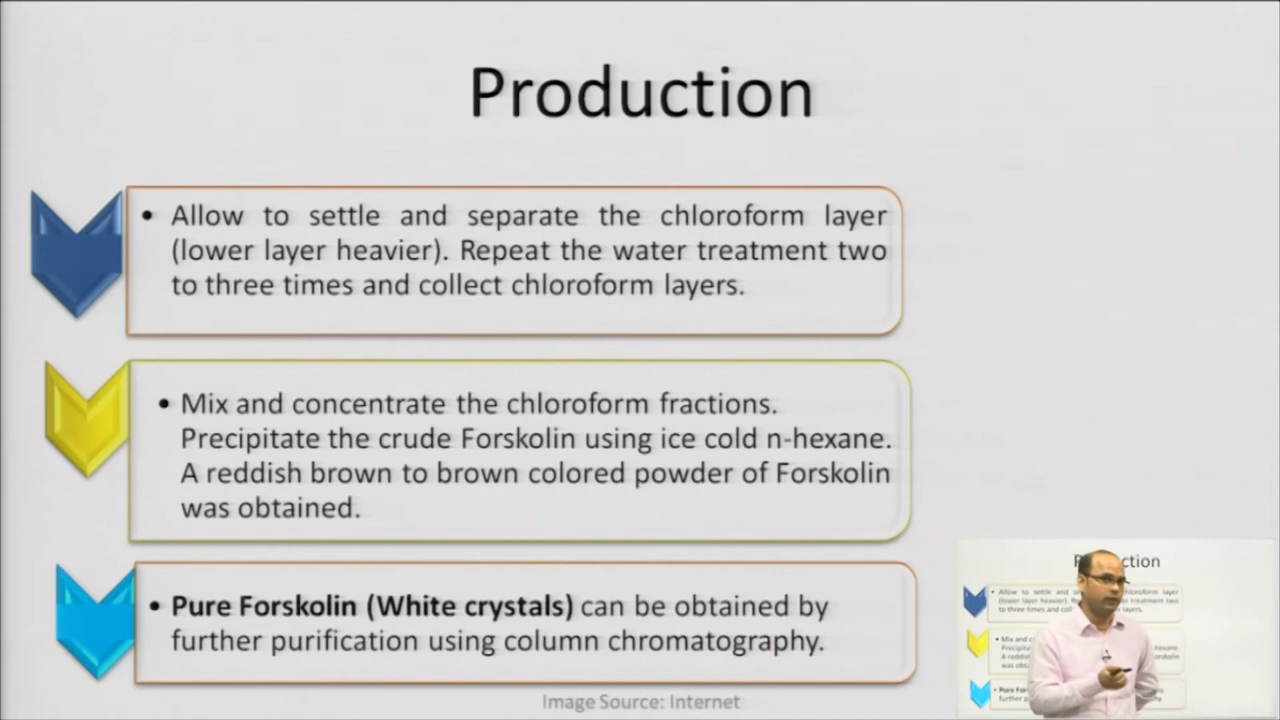 Production
• Allow to settle and separate the chloroform layer
(lower layer heavier). Repeat the water treatment two
to three times and collect chloroform layers.
• Mix and concentrate the chloroform fractions.
Precipitate the crude Forskolin using ice cold n-hexane.
A reddish brown to brown colored powder of Forskolin
was obtained.
• Pure Forskolin (White crystals) can be obtained by
further purification using column chromatography.
Image Source: Internet